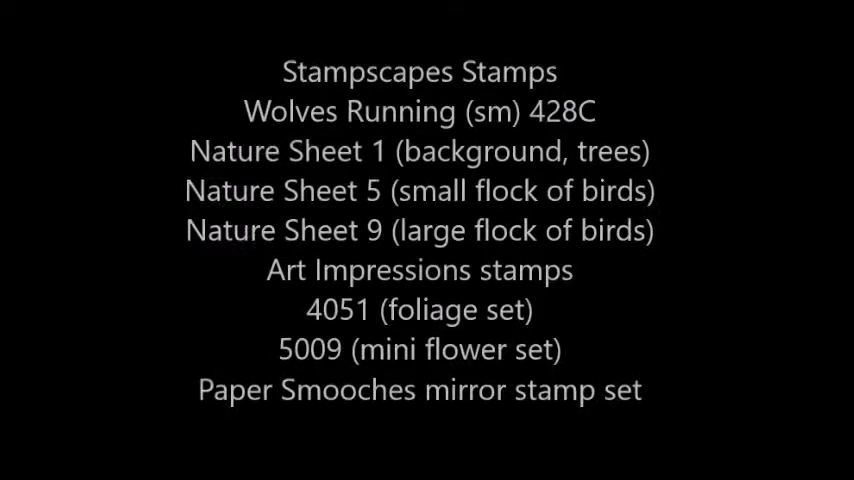 Stampscapes Stamps
Wolves Running (sm) 428C
Nature Sheet 1 (background, trees)
Nature Sheet 5 (small flock of birds)
Nature Sheet 9 (large flock of birds)
Art Impressions stamps
4051 (foliage set)
5009 (mini flower set)
Paper Smooches mirror stamp set